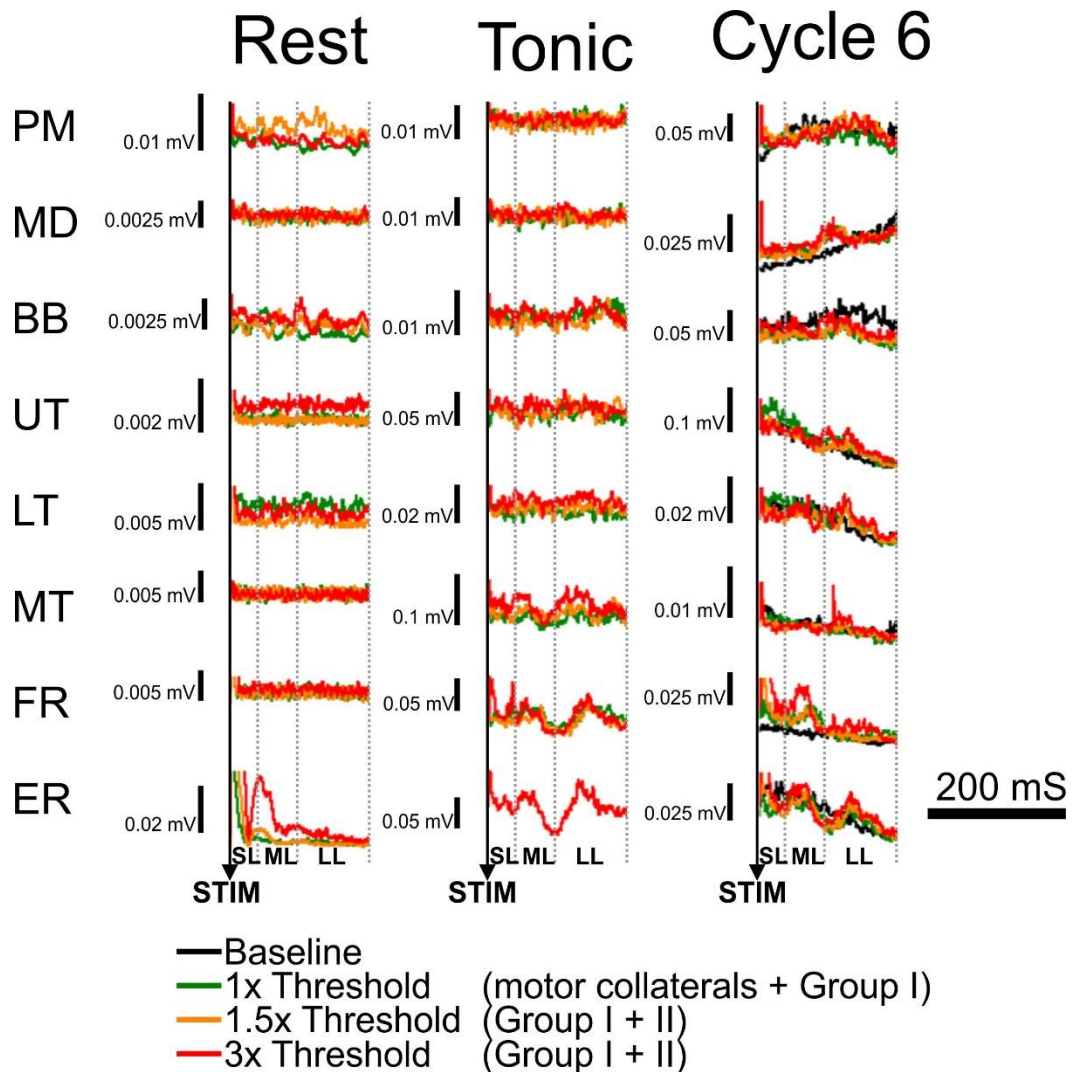 Rest Tonic Cycle 6
PM 0.01 mV 0.01 mV 0.05 mV
MD 0.0025 mV 0.01 mV 0.025 mV
BB 0.0025 mV 0.01 mV 0.05 mV
UT 0.002 mV 0.05 mV 0.1 mV
LT 0.005 mV 0.02 mV 0.02 mV
MT 0.005 mV 0.1 mV 0.01 mV
FR 0.005 mV 0.05 mV 0.025 mV
ER 0.02 mV 0.05 mV 0.025 mV 200 mS
SL ML LL SL ML LL SL ML LL
STIM STIM STIM
Baseline
1x Threshold (motor collaterals + Group I)
1.5x Threshold (Group I + II)
3x Threshold (Group I + II)